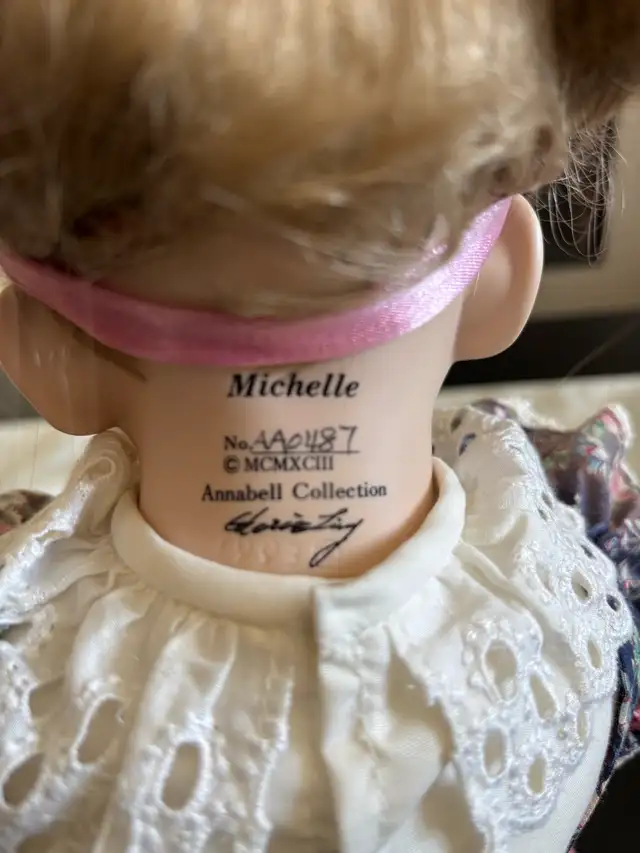 Michelle
No. AA0487
© MCMXCIII
Annabell Collection